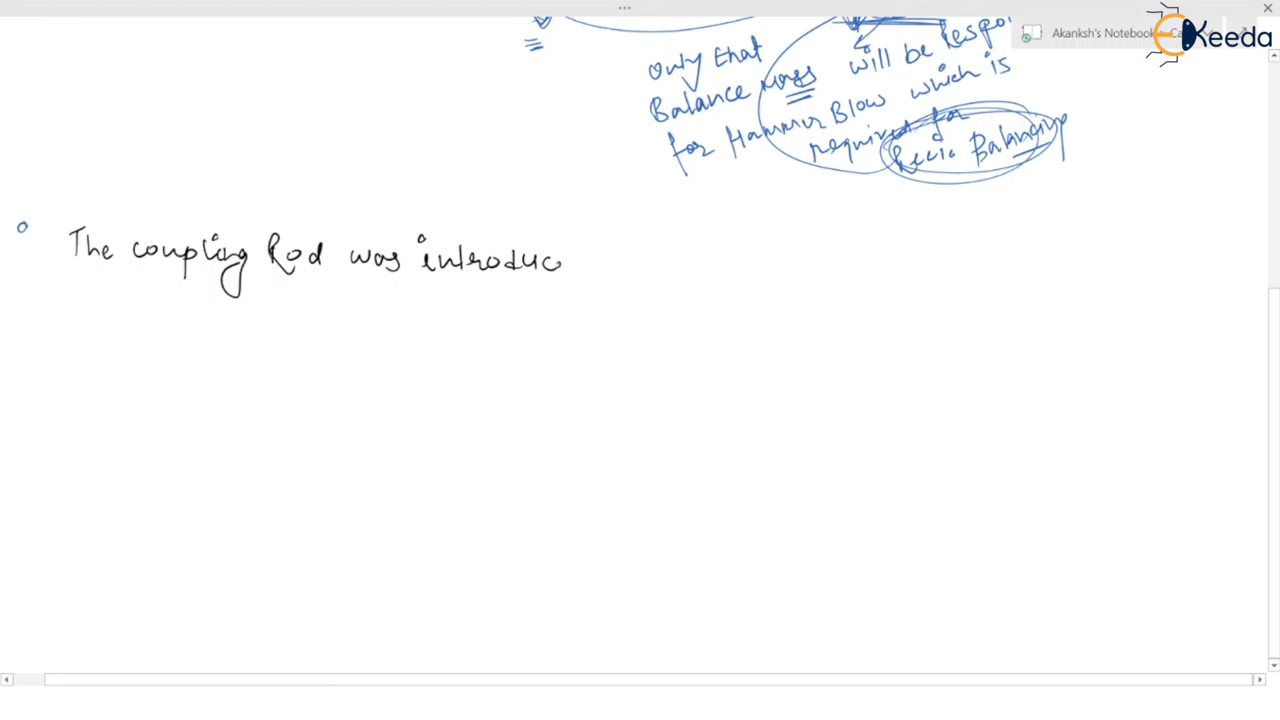 Only that
Balance mass will be Respo
for Hammer Blow which is
required for
Recic Balancing
The coupling Rod was introduc
Akanksh's Notebook
Keeda